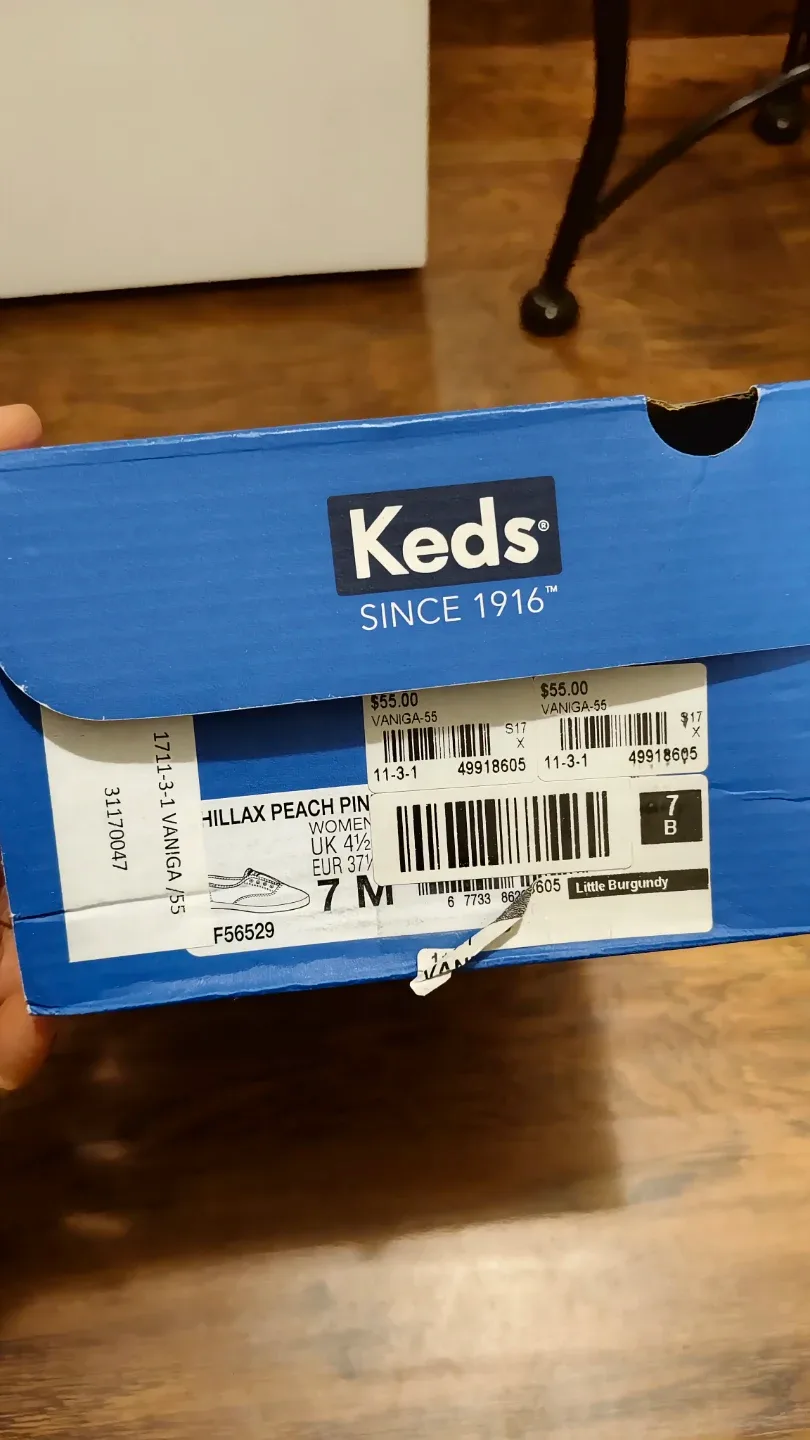 Keds®
SINCE 1916™
$55.00
VANIGA-55
S17
X
11-3-1 49918605
$55.00
VANIGA-55
S17
X
11-3-1 49918605
1711-3-1 VANIGA /55
31170047
HILLAX PEACH PIN
WOMEN
UK 4½
EUR 37½
7 M
F56529
6 7733
605
7
B
Little Burgundy